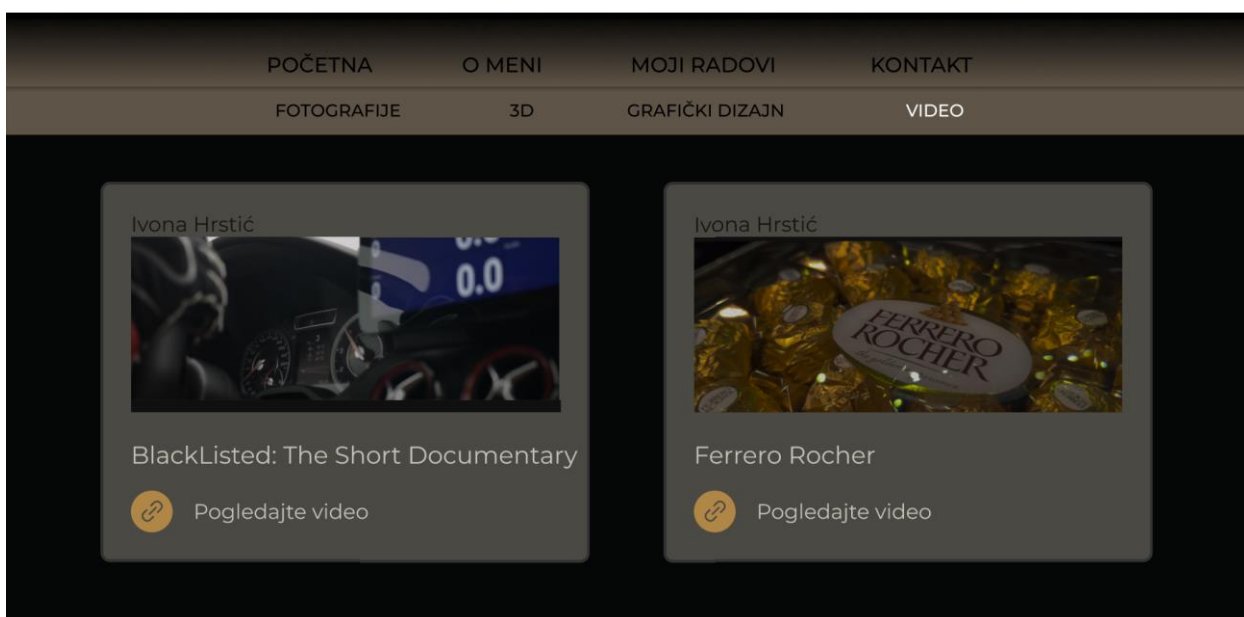 POČETNA O MENI MOJI RADOVI KONTAKT
FOTOGRAFIJE 3D GRAFIČKI DIZAJN VIDEO
Ivona Hrstić
0.0
BlackListed: The Short Documentary
Pogledajte video
Ivona Hrstić
FERRERO
ROCHER
Ferrero Rocher
Pogledajte video